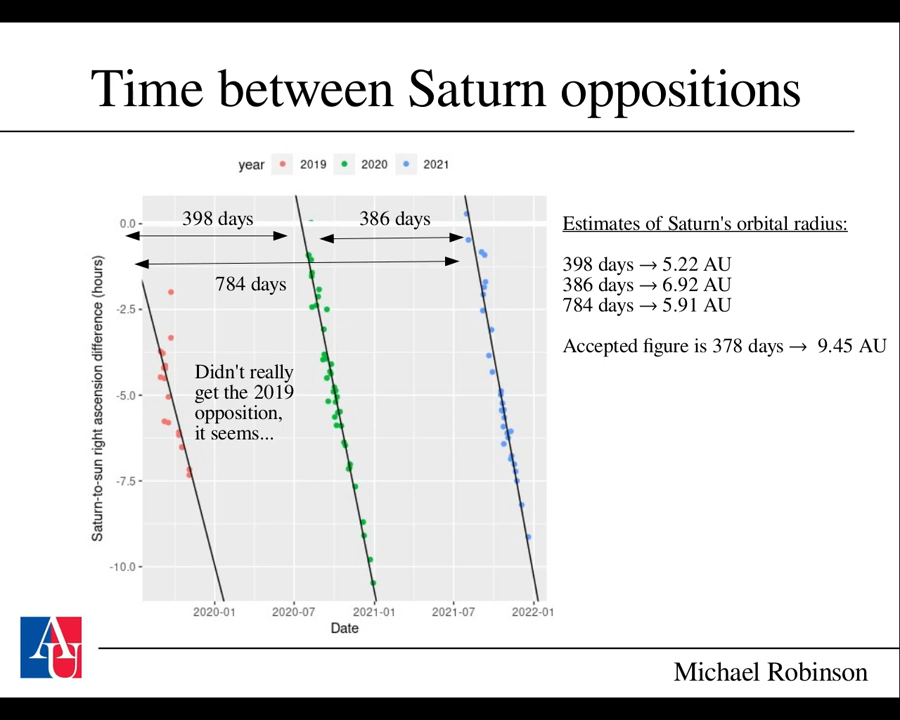 Time between Saturn oppositions
year 2019 2020 2021
398 days
386 days
784 days
Didn't really
get the 2019
opposition,
it seems...
Saturn-to-sun right ascension difference (hours)
0.0
-2.5
-5.0
-7.5
-10.0
2020-01 2020-07 2021-01 2021-07 2022-01
Date
Estimates of Saturn's orbital radius:
398 days → 5.22 AU
386 days → 6.92 AU
784 days → 5.91 AU
Accepted figure is 378 days → 9.45 AU
AU
Michael Robinson